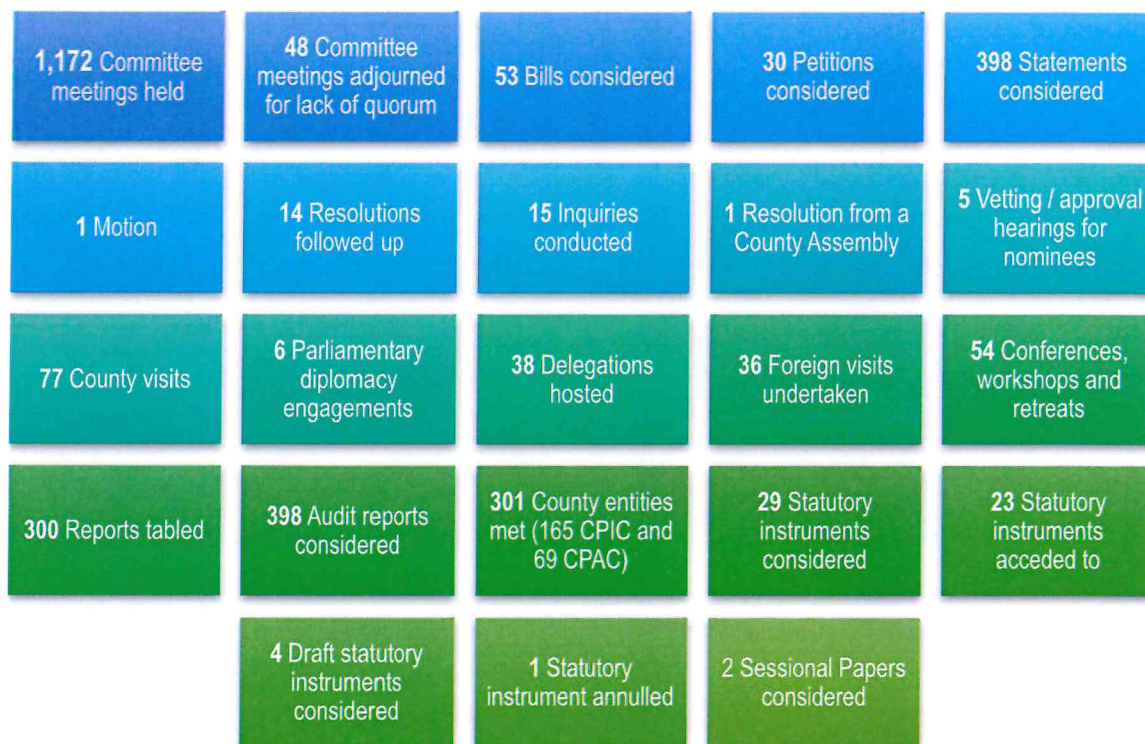 1,172 Committee
meetings held
48 Committee
meetings adjourned
for lack of quorum
53 Bills considered
30 Petitions
considered
398 Statements
considered
1 Motion
14 Resolutions
followed up
15 Inquiries
conducted
1 Resolution from a
County Assembly
5 Vetting / approval
hearings for
nominees
77 County visits
6 Parliamentary
diplomacy
engagements
38 Delegations
hosted
36 Foreign visits
undertaken
54 Conferences,
workshops and
retreats
300 Reports tabled
398 Audit reports
considered
301 County entities
met (165 CPIC and
69 CPAC)
29 Statutory
instruments
considered
23 Statutory
instruments
acceded to
4 Draft statutory
instruments
considered
1 Statutory
instrument annulled
2 Sessional Papers
considered